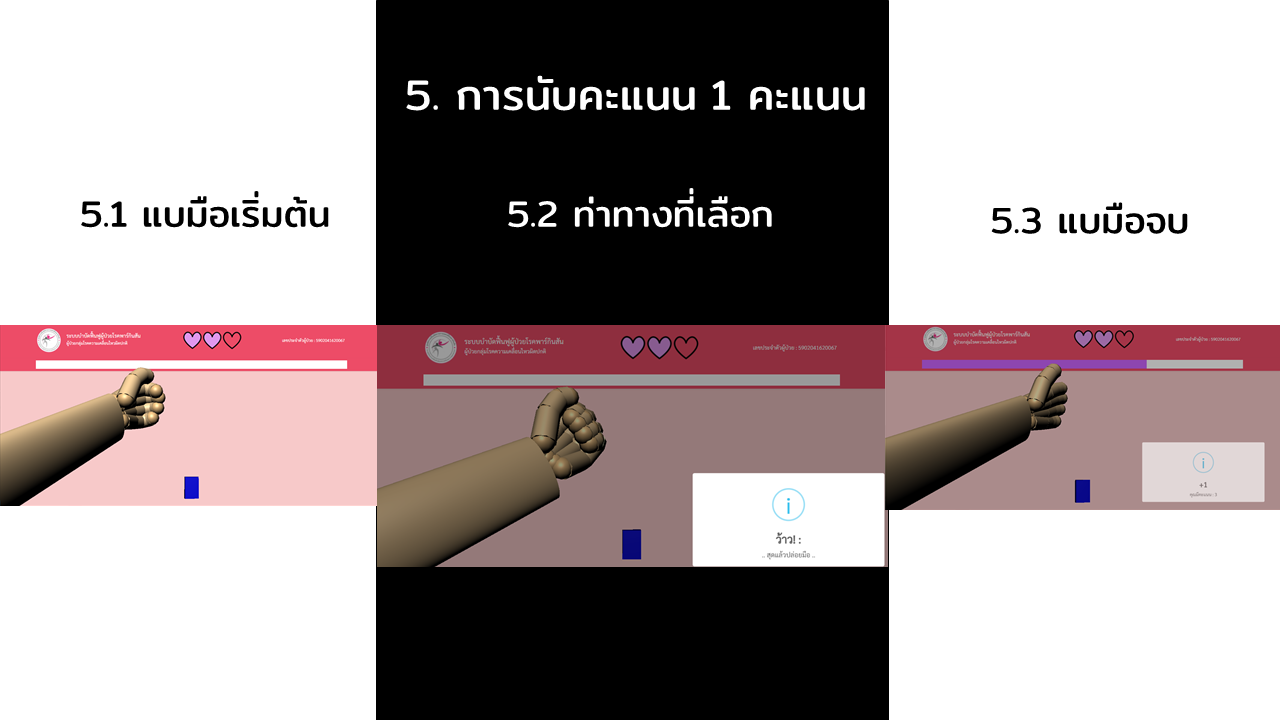 5. การนับคะแนน 1 คะแนน
5.1 แบมือเริ่มต้น
5.2 ท่าทางที่เลือก
5.3 แบมือจบ
ระบบบำบัดฟื้นฟูผู้ป่วยโรคพาร์กินสัน
ผู้ป่วยกลุ่มโรคความเคลื่อนไหวผิดปกติ
เลขประจำตัวผู้ป่วย : 5902041620067
ระบบบำบัดฟื้นฟูผู้ป่วยโรคพาร์กินสัน
ผู้ป่วยกลุ่มโรคความเคลื่อนไหวผิดปกติ
เลขประจำตัวผู้ป่วย : 5902041620067
ว้าว! :
.. สุดแล้วปล่อยมือ ..
ระบบบำบัดฟื้นฟูผู้ป่วยโรคพาร์กินสัน
ผู้ป่วยกลุ่มโรคความเคลื่อนไหวผิดปกติ
เลขประจำตัวผู้ป่วย : 5902041620067
+1